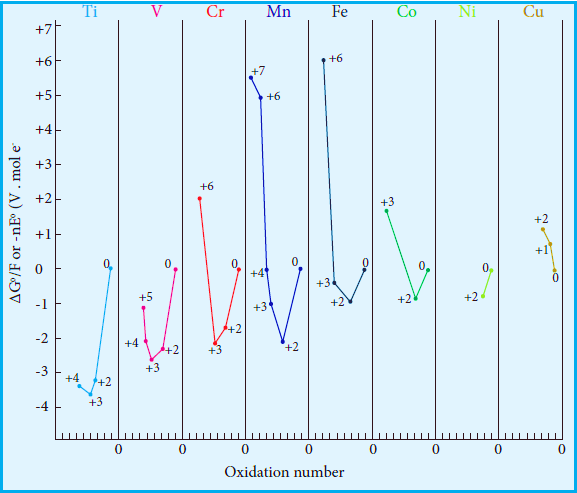 Ti V Cr Mn Fe Co Ni Cu
+7
+6
+5
+4
+3
+2
+1
0
-1
-2
-3
-4
ΔG°/F or -nE° (V . mol e⁻
0 +4 +3 +2
0 +5 +4 +3 +2
+6 0 +3 +2
+7 +6 0 +4 +3 +2
+6 0 +3 +2
+3 0 +2
0 +2
+2 +1 0
0 0 0 0 0 0 0 0
Oxidation number